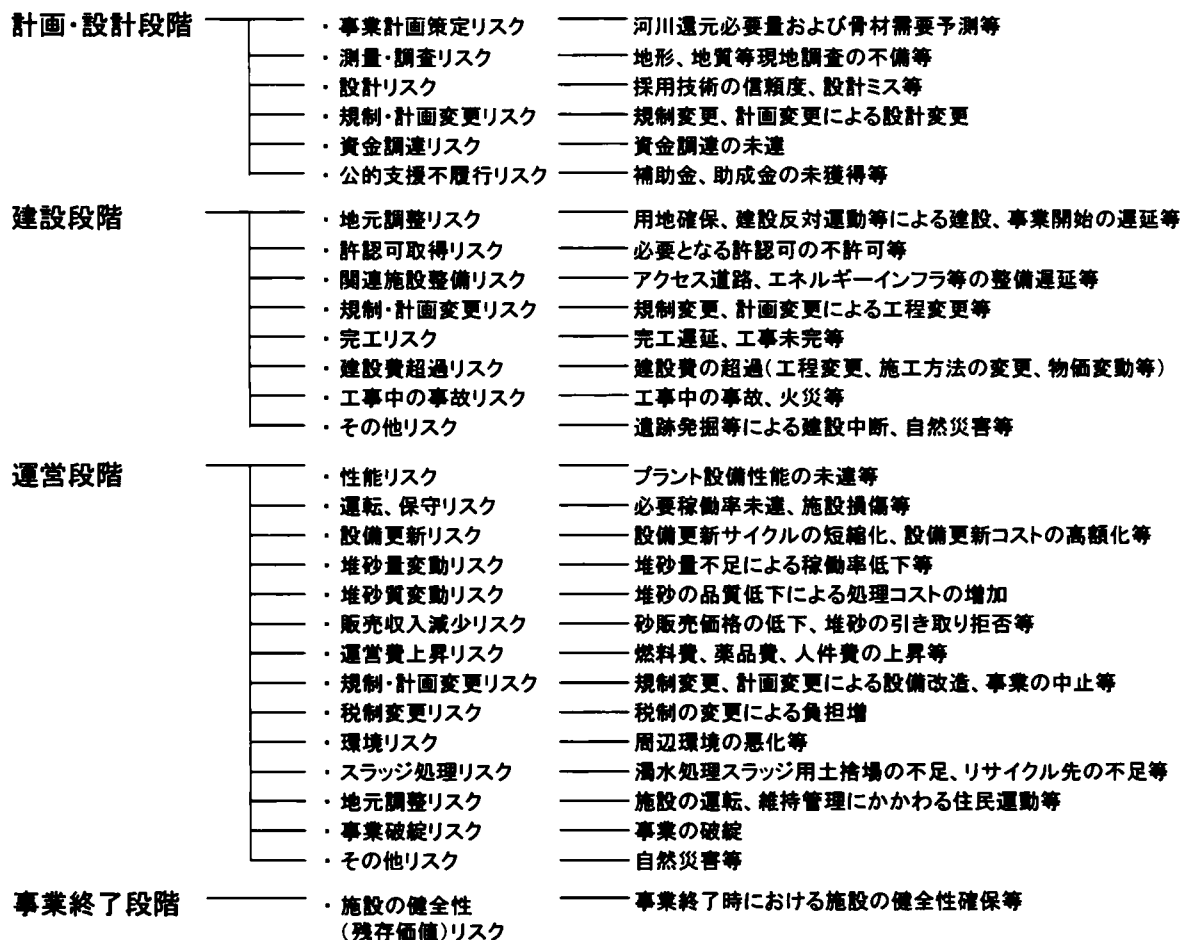 計画・設計段階 ・事業計画策定リスク 河川還元必要量および骨材需要予測等
・測量・調査リスク 地形、地質等現地調査の不備等
・設計リスク 採用技術の信頼度、設計ミス等
・規制・計画変更リスク 規制変更、計画変更による設計変更
・資金調達リスク 資金調達の未達
・公的支援不履行リスク 補助金、助成金の未獲得等
建設段階 ・地元調整リスク 用地確保、建設反対運動等による建設、事業開始の遅延等
・許認可取得リスク 必要となる許認可の不許可等
・関連施設整備リスク アクセス道路、エネルギーインフラ等の整備遅延等
・規制・計画変更リスク 規制変更、計画変更による工程変更等
・完工リスク 完工遅延、工事未完等
・建設費超過リスク 建設費の超過(工程変更、施工方法の変更、物価変動等)
・工事中の事故リスク 工事中の事故、火災等
・その他リスク 遺跡発掘等による建設中断、自然災害等
運営段階 ・性能リスク プラント設備性能の未達等
・運転、保守リスク 必要稼働率未達、施設損傷等
・設備更新リスク 設備更新サイクルの短縮化、設備更新コストの高額化等
・堆砂量変動リスク 堆砂量不足による稼働率低下等
・堆砂質変動リスク 堆砂の品質低下による処理コストの増加
・販売収入減少リスク 砂販売価格の低下、堆砂の引き取り拒否等
・運営費上昇リスク 燃料費、薬品費、人件費の上昇等
・規制・計画変更リスク 規制変更、計画変更による設備改造、事業の中止等
・税制変更リスク 税制の変更による負担増
・環境リスク 周辺環境の悪化等
・スラッジ処理リスク 濁水処理スラッジ用土捨場の不足、リサイクル先の不足等
・地元調整リスク 施設の運転、維持管理にかかわる住民運動等
・事業破綻リスク 事業の破綻
・その他リスク 自然災害等
事業終了段階 ・施設の健全性 事業終了時における施設の健全性確保等
(残存価値)リスク